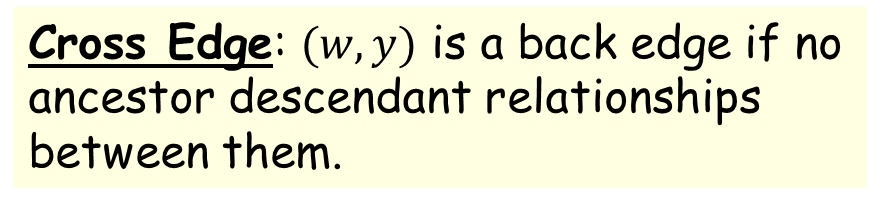 Cross Edge: (w, y) is a back edge if no
ancestor descendant relationships
between them.